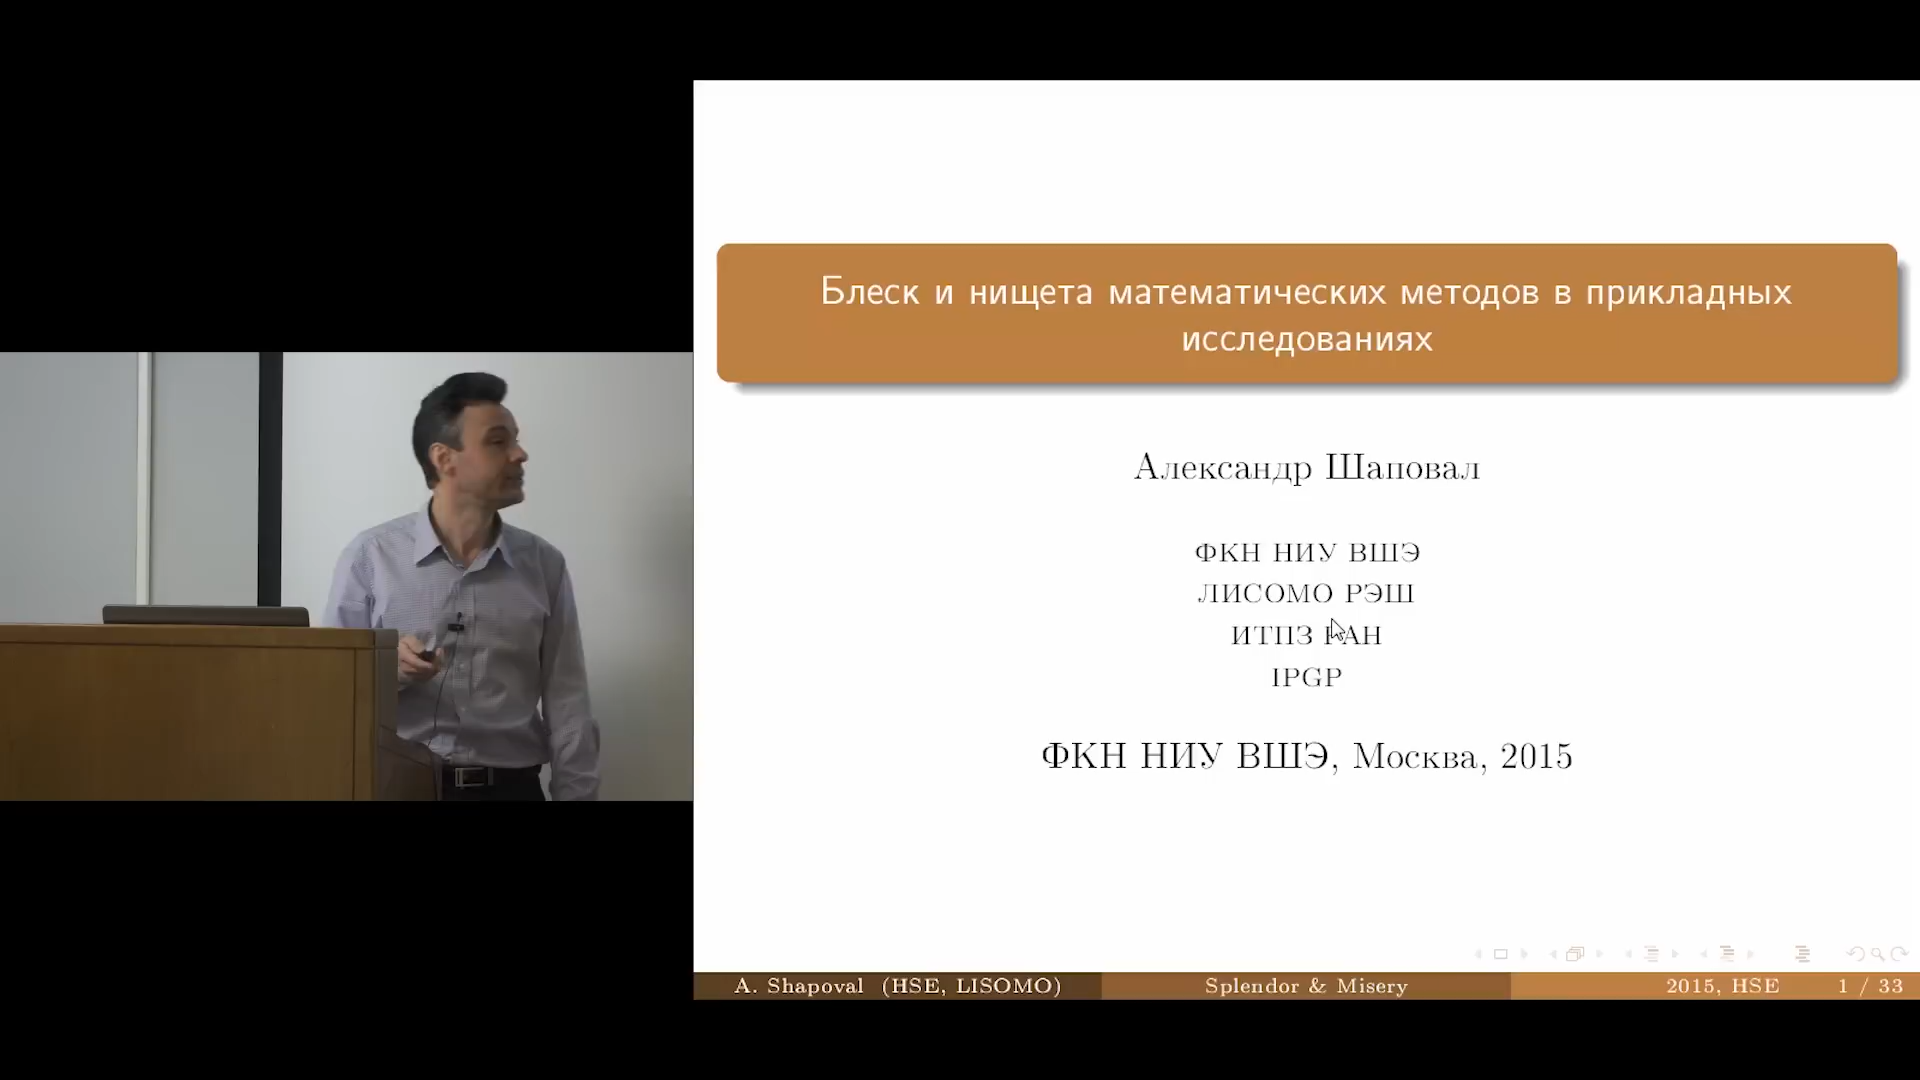 Блеск и нищета математических методов в прикладных
исследованиях
Александр Шаповал
ФКН НИУ ВШЭ
ЛИСОМО РЭШ
ИТПЗ РАН
IPGP
ФКН НИУ ВШЭ, Москва, 2015
A. Shapoval (HSE, LISOMO)
Splendor & Misery
2015, HSE
1 / 33